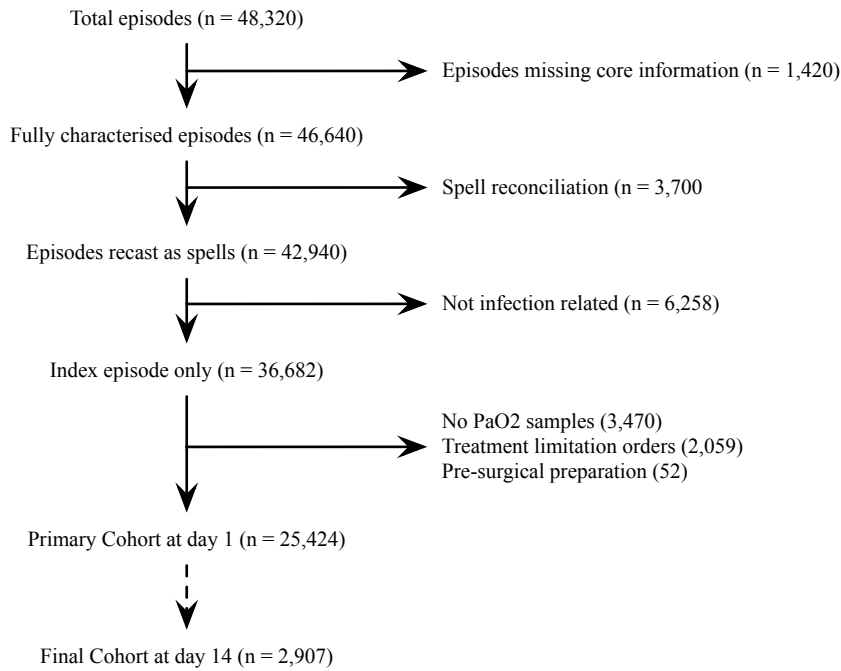 Total episodes (n = 48,320)
Episodes missing core information (n = 1,420)
Fully characterised episodes (n = 46,640)
Spell reconciliation (n = 3,700
Episodes recast as spells (n = 42,940)
Not infection related (n = 6,258)
Index episode only (n = 36,682)
No PaO2 samples (3,470)
Treatment limitation orders (2,059)
Pre-surgical preparation (52)
Primary Cohort at day 1 (n = 25,424)
Final Cohort at day 14 (n = 2,907)